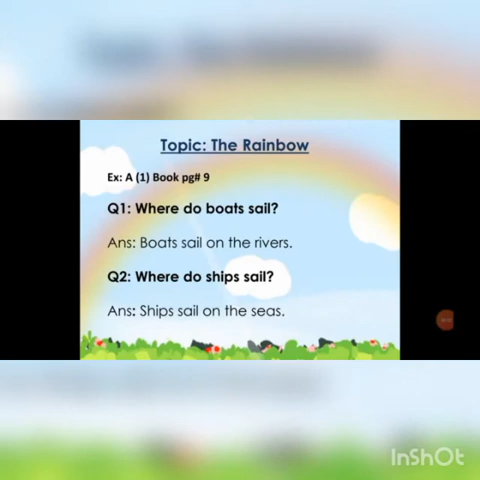 Topic: The Rainbow
Ex: A (1) Book pg# 9
Q1: Where do boats sail?
Ans: Boats sail on the rivers.
Q2: Where do ships sail?
Ans: Ships sail on the seas.
InShOt